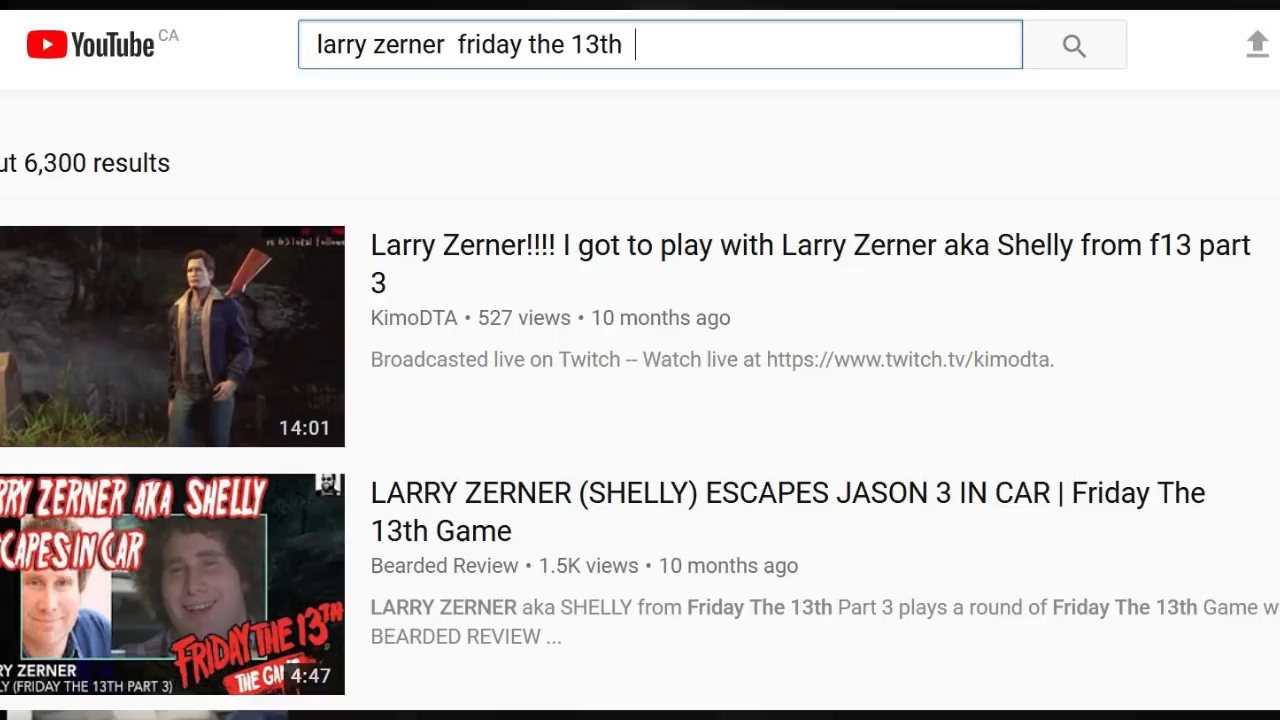 YouTube CA
larry zerner  friday the 13th
ut 6,300 results
Larry Zerner!!!! I got to play with Larry Zerner aka Shelly from f13 part
3
KimoDTA • 527 views • 10 months ago
Broadcasted live on Twitch -- Watch live at https://www.twitch.tv/kimodta.
14:01
RRY ZERNER AKA SHELLY
CAPES IN CAR
FRIDAY THE 13TH
THE GA
RY ZERNER
LY (FRIDAY THE 13TH PART 3)
4:47
LARRY ZERNER (SHELLY) ESCAPES JASON 3 IN CAR | Friday The
13th Game
Bearded Review • 1.5K views • 10 months ago
LARRY ZERNER aka SHELLY from Friday The 13th Part 3 plays a round of Friday The 13th Game w
BEARDED REVIEW ...